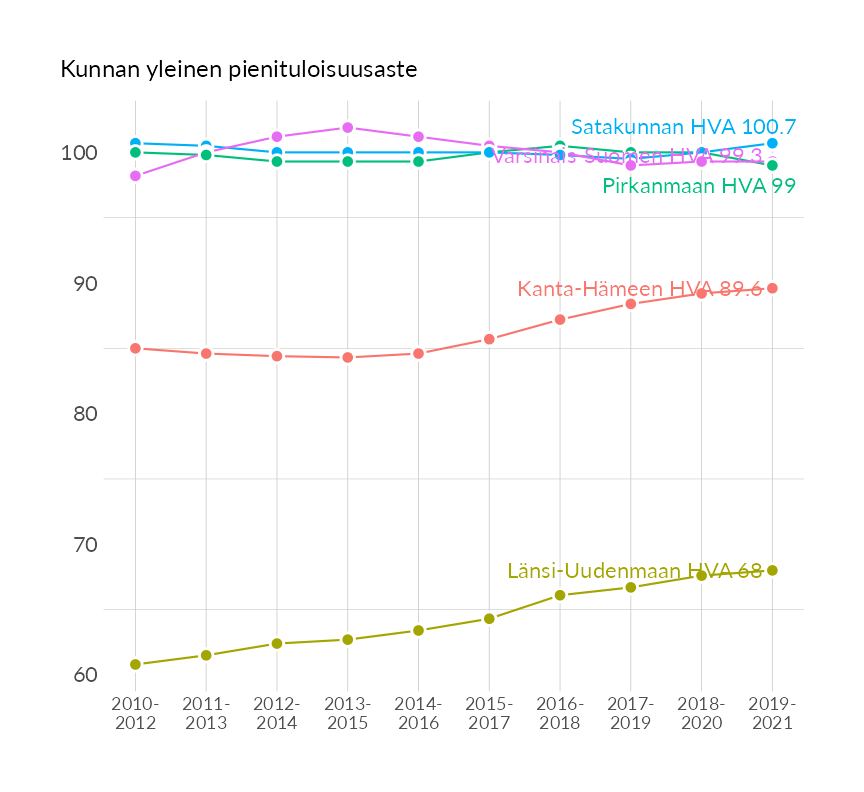 Kunnan yleinen pienituloisuusaste
Satakunnan HVA 100.7
100
Varsinais-Suomen HVA 99.3
Pirkanmaan HVA 99
90
Kanta-Hämeen HVA 89.6
80
70
Länsi-Uudenmaan HVA 68
60
2010- 2011- 2012- 2013- 2014- 2015- 2016- 2017- 2018- 2019-
2012 2013 2014 2015 2016 2017 2018 2019 2020 2021